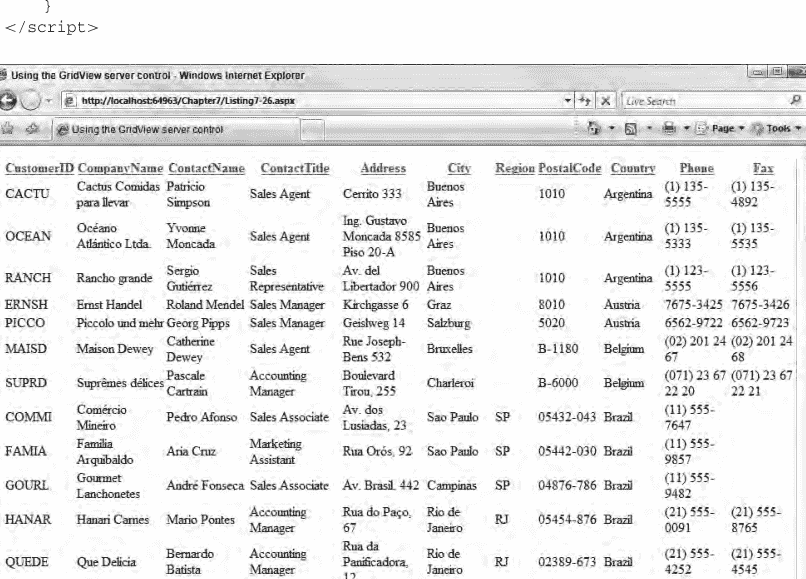 }
</script>
Using the GridView server control - Windows Internet Explorer
http://localhost:64963/Chapter7/Listing7-26.aspx
Live Search
Using the GridView server control
Page Tools
CustomerID CompanyName ContactName ContactTitle Address City Region PostalCode Country Phone Fax
CACTU Cactus Comidas para llevar Patricio Simpson Sales Agent Cerrito 333 Buenos Aires 1010 Argentina (1) 135-5555 (1) 135-4892
OCEAN Océano Atlántico Ltda. Yvonne Moncada Sales Agent Ing. Gustavo Moncada 8585 Piso 20-A Buenos Aires 1010 Argentina (1) 135-5333 (1) 135-5535
RANCH Rancho grande Sergio Gutiérrez Sales Representative Av. del Libertador 900 Buenos Aires 1010 Argentina (1) 123-5555 (1) 123-5556
ERNSH Ernst Handel Roland Mendel Sales Manager Kirchgasse 6 Graz 8010 Austria 7675-3425 7675-3426
PICCO Piccolo und mehr Georg Pipps Sales Manager Geislweg 14 Salzburg 5020 Austria 6562-9722 6562-9723
MAISD Maison Dewey Catherine Dewey Sales Agent Rue Joseph-Bens 532 Bruxelles B-1180 Belgium (02) 201 24 67 (02) 201 24 68
SUPRD Suprêmes délices Pascale Cartrain Accounting Manager Boulevard Tirou, 255 Charleroi B-6000 Belgium (071) 23 67 22 20 (071) 23 67 22 21
COMMI Comércio Mineiro Pedro Afonso Sales Associate Av. dos Lusíadas, 23 Sao Paulo SP 05432-043 Brazil (11) 555-7647
FAMIA Familia Arquibaldo Aria Cruz Marketing Assistant Rua Orós, 92 Sao Paulo SP 05442-030 Brazil (11) 555-9857
GOURL Gourmet Lanchonetes André Fonseca Sales Associate Av. Brasil, 442 Campinas SP 04876-786 Brazil (11) 555-9482
HANAR Hanari Carnes Mario Pontes Accounting Manager Rua do Paço, 67 Rio de Janeiro RJ 05454-876 Brazil (21) 555-0091 (21) 555-8765
QUEDE Que Delícia Bernardo Batista Accounting Manager Rua da Panificadora, 12 Rio de Janeiro RJ 02389-673 Brazil (21) 555-4252 (21) 555-4545